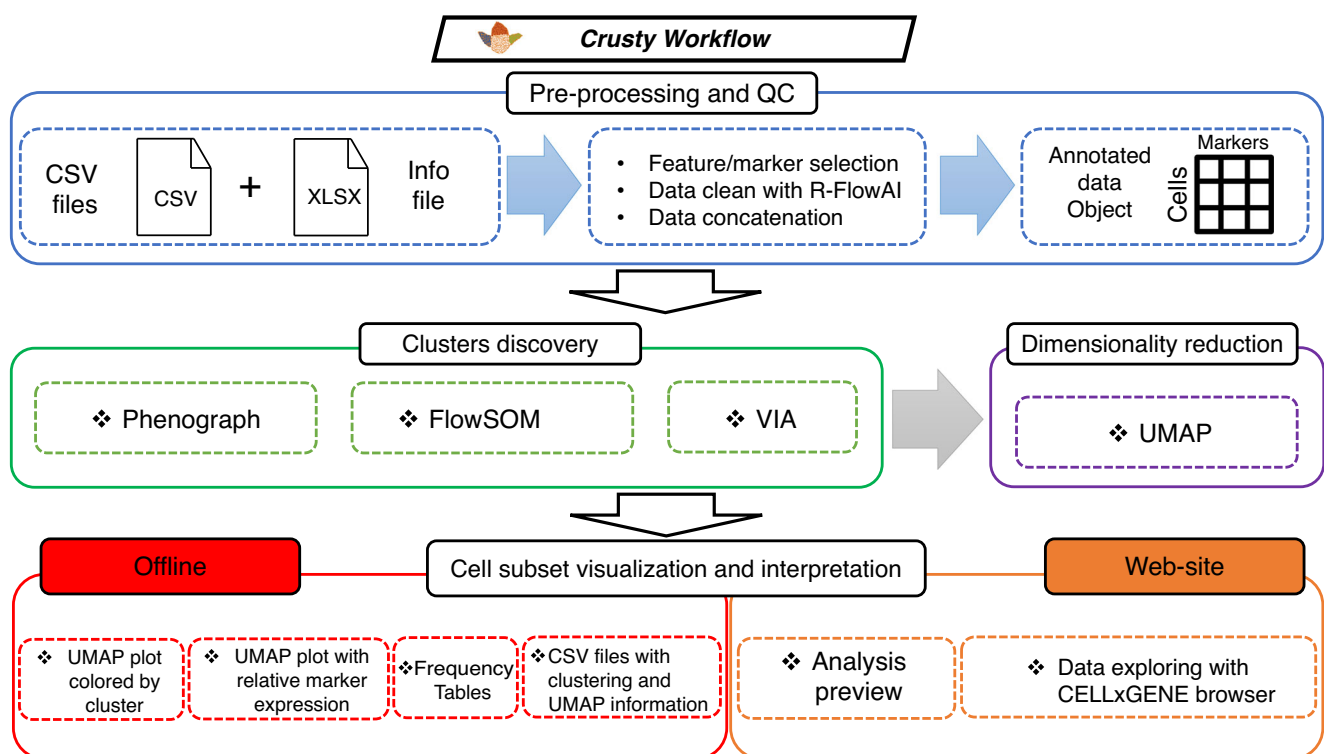 Crusty Workflow
Pre-processing and QC
CSV
files
CSV
+
XLSX
Info
file
• Feature/marker selection
• Data clean with R-FlowAI
• Data concatenation
Annotated
data
Object
Markers
Cells
Clusters discovery
❖ Phenograph
❖ FlowSOM
❖ VIA
Dimensionality reduction
❖ UMAP
Offline
Cell subset visualization and interpretation
Web-site
❖ UMAP plot
colored by
cluster
❖ UMAP plot with
relative marker
expression
❖Frequency
Tables
❖CSV files with
clustering and
UMAP information
❖ Analysis
preview
❖ Data exploring with
CELLxGENE browser